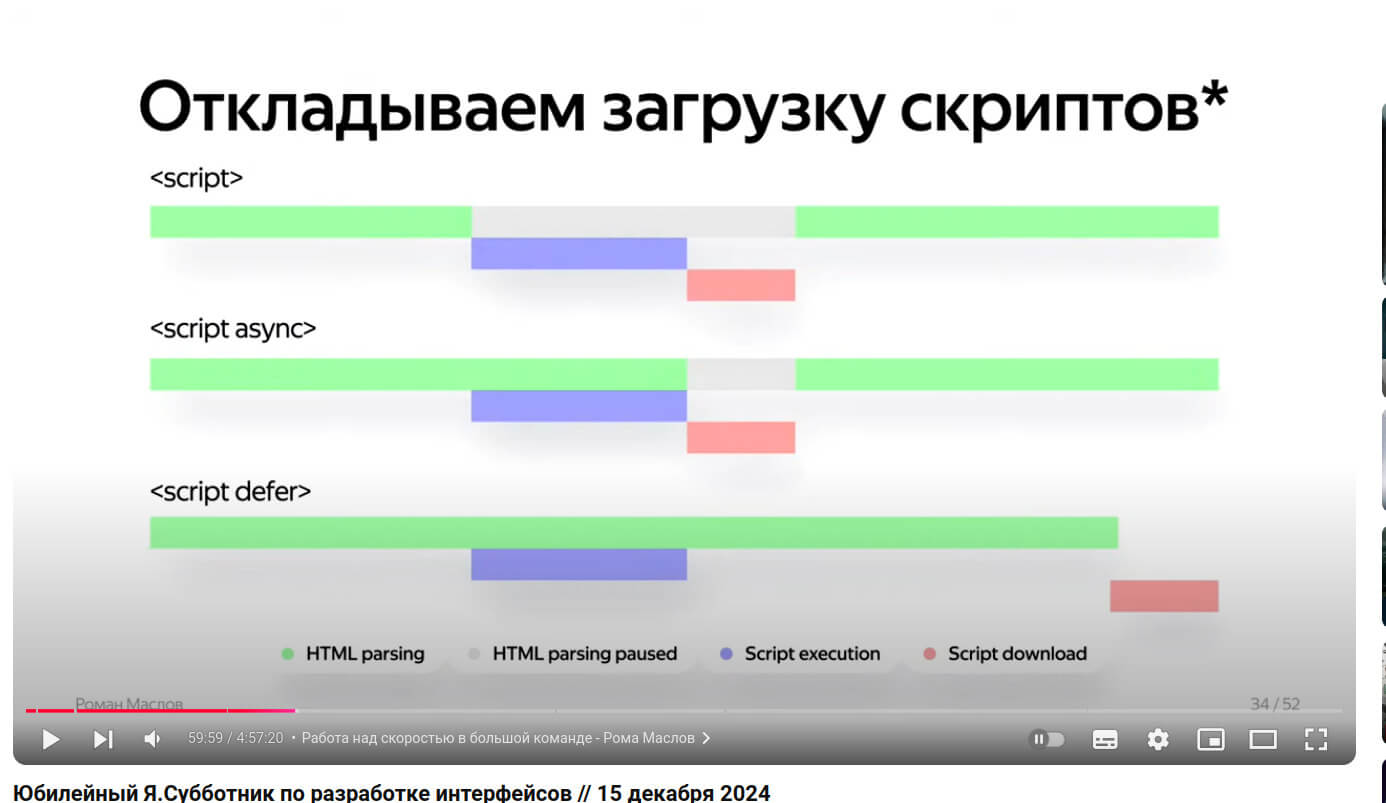 Откладываем загрузку скриптов*
<script>
<script async>
<script defer>
HTML parsing HTML parsing paused Script execution Script download
Роман Маслов 34 / 52
59:59 / 4:57:20 • Работа над скоростью в большой команде - Рома Маслов
Юбилейный Я.Субботник по разработке интерфейсов // 15 декабря 2024